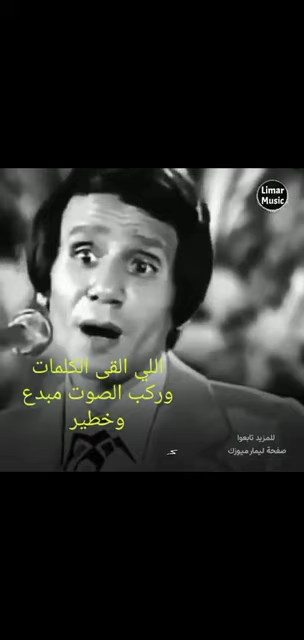 Limar
Music
اللي القى الكلمات
وركب الصوت مبدع
وخطير
للمزيد تابعوا
صفحة ليمار ميوزك